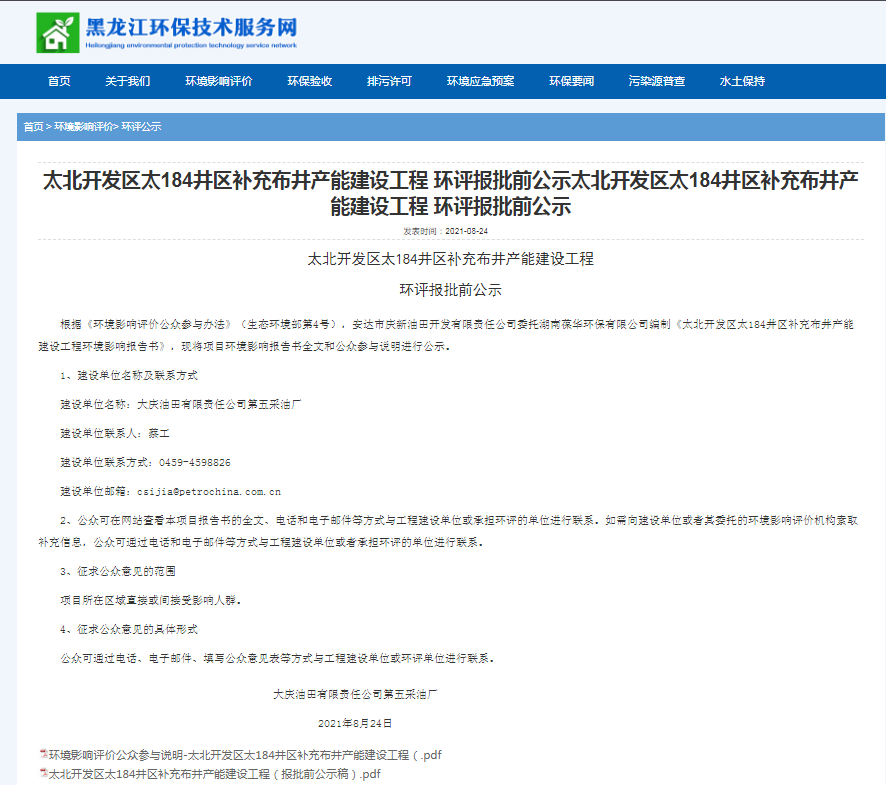 黑龙江环保技术服务网
Heilongjiang environmental protection technology service network
首页 关于我们 环境影响评价 环保验收 排污许可 环境应急预案 环保要闻 污染源普查 水土保持
首页 > 环境影响评价> 环评公示
太北开发区太184井区补充布井产能建设工程 环评报批前公示太北开发区太184井区补充布井产
能建设工程 环评报批前公示
发表时间：2021-08-24
太北开发区太184井区补充布井产能建设工程
环评报批前公示
根据《环境影响评价公众参与办法》（生态环境部第4号），安达市庆新油田开发有限责任公司委托湖南葆华环保有限公司编制《太北开发区太184井区补充布井产能
建设工程环境影响报告书》，现将项目环境影响报告书全文和公众参与说明进行公示。
1、建设单位名称及联系方式
建设单位名称：大庆油田有限责任公司第五采油厂
建设单位联系人：蔡工
建设单位联系方式：0459-4598826
建设单位邮箱：csijia@petrochina.com.cn
2、公众可在网站查看本项目报告书的全文、电话和电子邮件等方式与工程建设单位或承担环评的单位进行联系。如需向建设单位或者其委托的环境影响评价机构索取
补充信息，公众可通过电话和电子邮件等方式与工程建设单位或者承担环评的单位进行联系。
3、征求公众意见的范围
项目所在区域直接或间接受影响人群。
4、征求公众意见的具体形式
公众可通过电话、电子邮件、填写公众意见表等方式与工程建设单位或环评单位进行联系。
大庆油田有限责任公司第五采油厂
2021年8月24日
环境影响评价公众参与说明-太北开发区太184井区补充布井产能建设工程（.pdf
太北开发区太184井区补充布井产能建设工程（报批前公示稿）.pdf